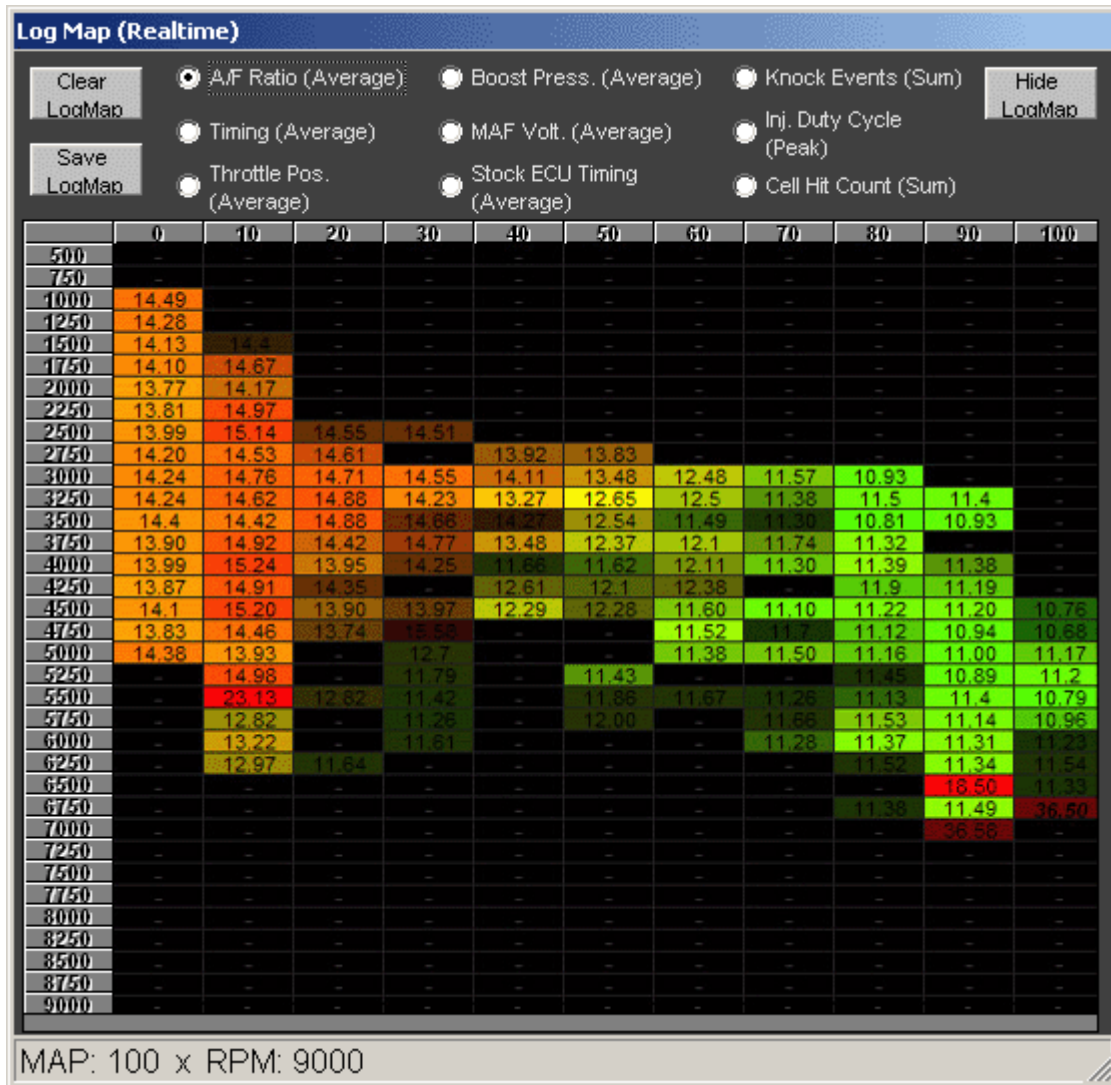 Log Map (Realtime)
Clear LogMap
A/F Ratio (Average) Boost Press. (Average) Knock Events (Sum)
Hide LogMap
Timing (Average) MAF Volt. (Average) Inj. Duty Cycle (Peak)
Save LogMap
Throttle Pos. (Average) Stock ECU Timing (Average) Cell Hit Count (Sum)
0 10 20 30 40 50 60 70 80 90 100
500 - - - - - - - - - - -
750 - - - - - - - - - - -
1000 14.49 - - - - - - - - - -
1250 14.28 - - - - - - - - - -
1500 14.13 14.4 - - - - - - - - -
1750 14.10 14.67 - - - - - - - - -
2000 13.77 14.17 - - - - - - - - -
2250 13.81 14.97 - - - - - - - - -
2500 13.99 15.14 14.55 14.51 - - - - - - -
2750 14.20 14.53 14.61 - 13.92 13.83 - - - - -
3000 14.24 14.76 14.71 14.55 14.11 13.48 12.48 11.57 10.93 - -
3250 14.24 14.62 14.88 14.23 13.27 12.65 12.5 11.38 11.5 11.4 -
3500 14.4 14.42 14.88 14.66 14.27 12.54 11.49 11.30 10.81 10.93 -
3750 13.90 14.92 14.42 14.77 13.48 12.37 12.1 11.74 11.32 - -
4000 13.99 15.24 13.95 14.25 11.66 11.62 12.11 11.30 11.39 11.38 -
4250 13.87 14.91 14.35 - 12.61 12.1 12.38 - 11.9 11.19 -
4500 14.1 15.20 13.90 13.97 12.29 12.28 11.60 11.10 11.22 11.20 10.76
4750 13.83 14.46 13.74 15.58 - - 11.52 11.7 11.12 10.94 10.68
5000 14.38 13.93 - 12.7 - - 11.38 11.50 11.16 11.00 11.17
5250 - 14.98 - 11.79 - 11.43 - - 11.45 10.89 11.2
5500 - 23.13 12.82 11.42 - 11.86 11.67 11.26 11.13 11.4 10.79
5750 - 12.82 - 11.26 - 12.00 - 11.66 11.53 11.14 10.96
6000 - 13.22 - 11.61 - - - 11.28 11.37 11.31 11.23
6250 - 12.97 11.64 - - - - - 11.52 11.34 11.54
6500 - - - - - - - - - 18.50 11.33
6750 - - - - - - - - 11.38 11.49 36.50
7000 - - - - - - - - - 36.58 -
7250 - - - - - - - - - - -
7500 - - - - - - - - - - -
7750 - - - - - - - - - - -
8000 - - - - - - - - - - -
8250 - - - - - - - - - - -
8500 - - - - - - - - - - -
8750 - - - - - - - - - - -
9000 - - - - - - - - - - -
MAP: 100 x RPM: 9000